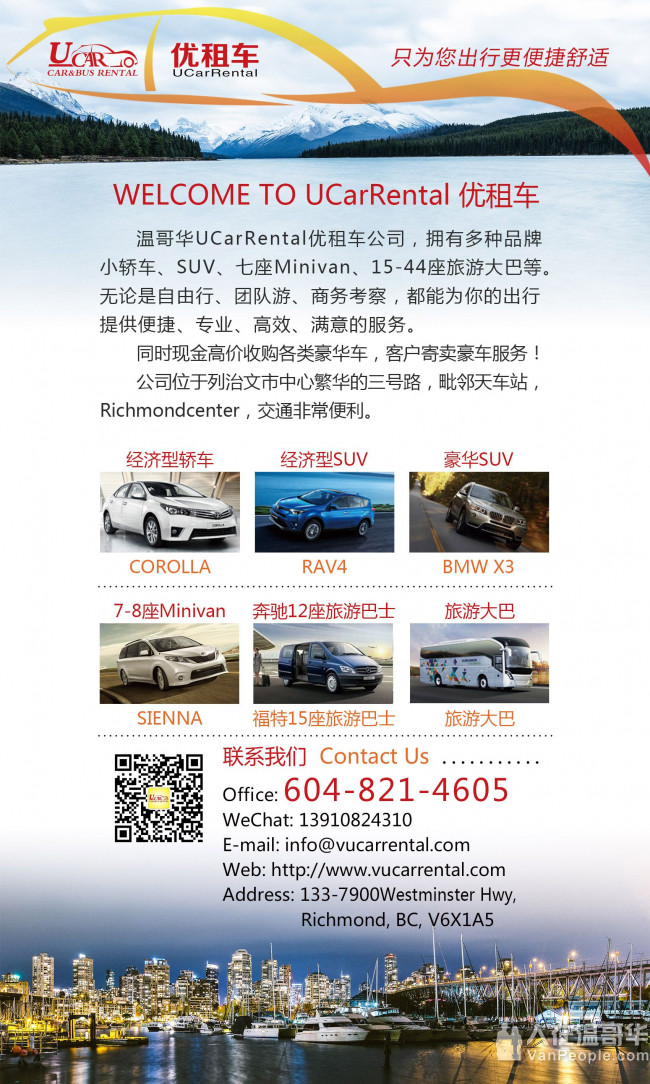 UCAR
CAR&BUS RENTAL
优租车
UCarRental
只为您出行更便捷舒适
WELCOME TO UCarRental 优租车
温哥华UCarRental优租车公司，拥有多种品牌
小轿车、SUV、七座Minivan、15-44座旅游大巴等。
无论是自由行、团队游、商务考察，都能为你的出行
提供便捷、专业、高效、满意的服务。
同时现金高价收购各类豪华车，客户寄卖豪车服务！
公司位于列治文市中心繁华的三号路，毗邻天车站，
Richmondcenter，交通非常便利。
经济型轿车 经济型SUV 豪华SUV
COROLLA
COROLLA RAV4 BMW X3
7-8座Minivan 奔驰12座旅游巴士 旅游大巴
SIENNA 福特15座旅游巴士 旅游大巴
联系我们 Contact Us ...........
Office: 604-821-4605
WeChat: 13910824310
E-mail: info@vucarrental.com
Web: http://www.vucarrental.com
Address: 133-7900Westminster Hwy,
Richmond, BC, V6X1A5
人在温哥华
VanPeople.com